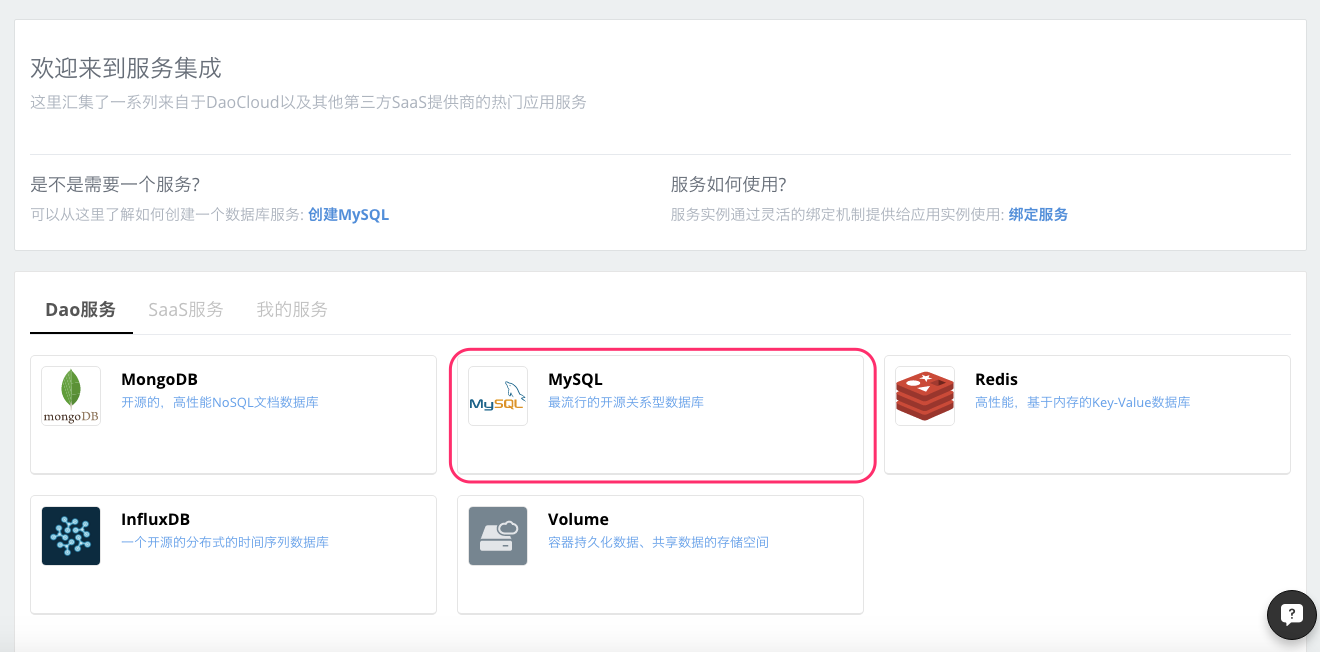 欢迎来到服务集成
这里汇集了一系列来自于DaoCloud以及其他第三方SaaS提供商的热门应用服务
是不是需要一个服务?
可以从这里了解如何创建一个数据库服务: 创建MySQL
服务如何使用?
服务实例通过灵活的绑定机制提供给应用实例使用: 绑定服务
Dao服务 SaaS服务 我的服务
mongoDB
MongoDB
开源的，高性能NoSQL文档数据库
MySQL
MySQL
最流行的开源关系型数据库
Redis
高性能，基于内存的Key-Value数据库
InfluxDB
一个开源的分布式的时间序列数据库
Volume
容器持久化数据、共享数据的存储空间
?